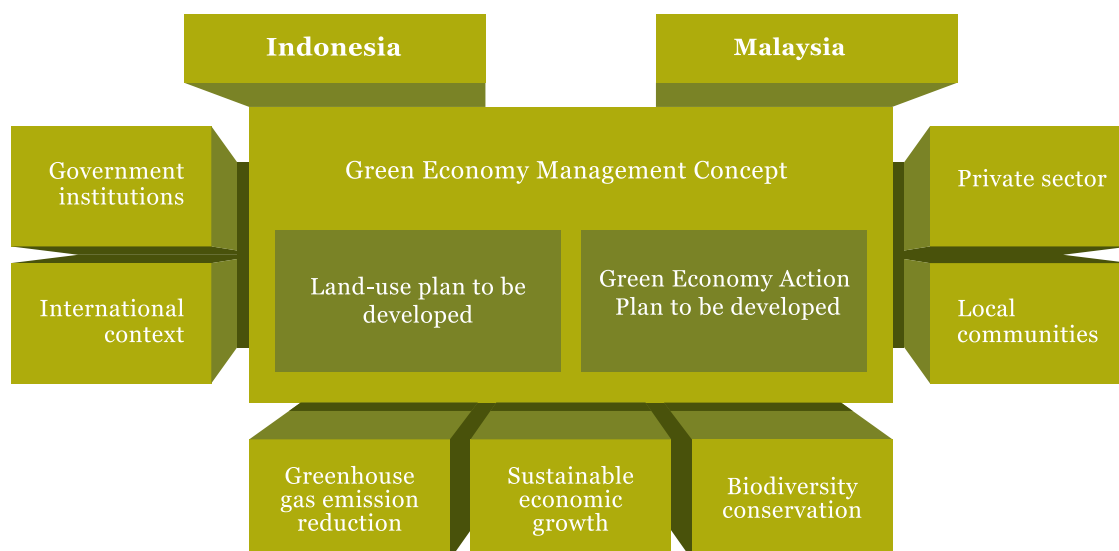 Indonesia
Malaysia
Government
institutions
Green Economy Management Concept
Private sector
International
context
Land-use plan to be
developed
Green Economy Action
Plan to be developed
Local
communities
Greenhouse
gas emission
reduction
Sustainable
economic
growth
Biodiversity
conservation